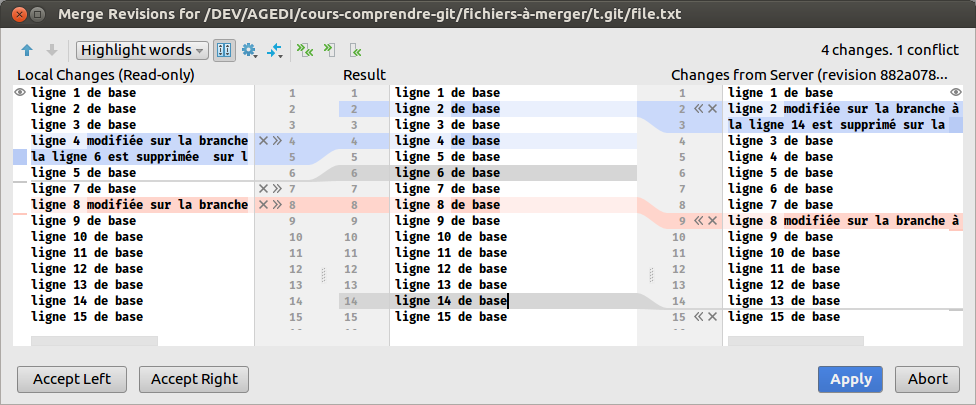 Merge Revisions for /DEV/AGEDI/cours-comprendre-git/fichiers-à-merger/t.git/file.txt
Highlight words
4 changes. 1 conflict
Local Changes (Read-only)
Result
Changes from Server (revision 882a078...
ligne 1 de base 1 1 ligne 1 de base 1 ligne 1 de base
ligne 2 de base 2 2 ligne 2 de base 2 ligne 2 modifiée sur la branche à
ligne 3 de base 3 3 ligne 3 de base 3 la ligne 14 est supprimé sur la
ligne 4 modifiée sur la branche 4 4 ligne 4 de base 4 ligne 3 de base
la ligne 6 est supprimée sur l 5 5 ligne 5 de base 5 ligne 4 de base
ligne 5 de base 6 6 ligne 6 de base 6 ligne 5 de base
ligne 7 de base 7 7 ligne 7 de base 7 ligne 6 de base
ligne 8 modifiée sur la branche 8 8 ligne 8 de base 8 ligne 7 de base
ligne 9 de base 9 9 ligne 9 de base 9 ligne 8 modifiée sur la branche à
ligne 10 de base 10 10 ligne 10 de base 10 ligne 9 de base
ligne 11 de base 11 11 ligne 11 de base 11 ligne 10 de base
ligne 12 de base 12 12 ligne 12 de base 12 ligne 11 de base
ligne 13 de base 13 13 ligne 13 de base 13 ligne 12 de base
ligne 14 de base 14 14 ligne 14 de base 14 ligne 13 de base
ligne 15 de base 15 15 ligne 15 de base 15 ligne 15 de base
Accept Left
Accept Right
Apply
Abort